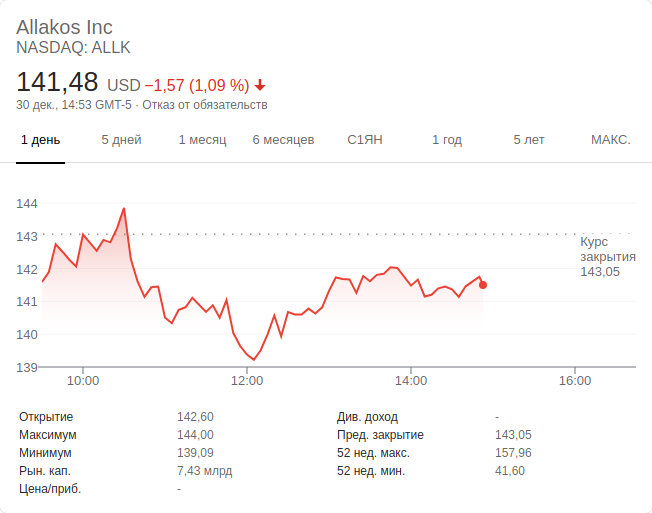 Allakos Inc
NASDAQ: ALLK
141,48 USD −1,57 (1,09 %)
30 дек., 14:53 GMT-5 · Отказ от обязательств
1 день 5 дней 1 месяц 6 месяцев С1ЯН 1 год 5 лет МАКС.
144
143
142
141
140
139
Курс
закрытия
143,05
10:00 12:00 14:00 16:00
Открытие 142,60 Див. доход -
Максимум 144,00 Пред. закрытие 143,05
Минимум 139,09 52 нед. макс. 157,96
Рын. кап. 7,43 млрд 52 нед. мин. 41,60
Цена/приб. -